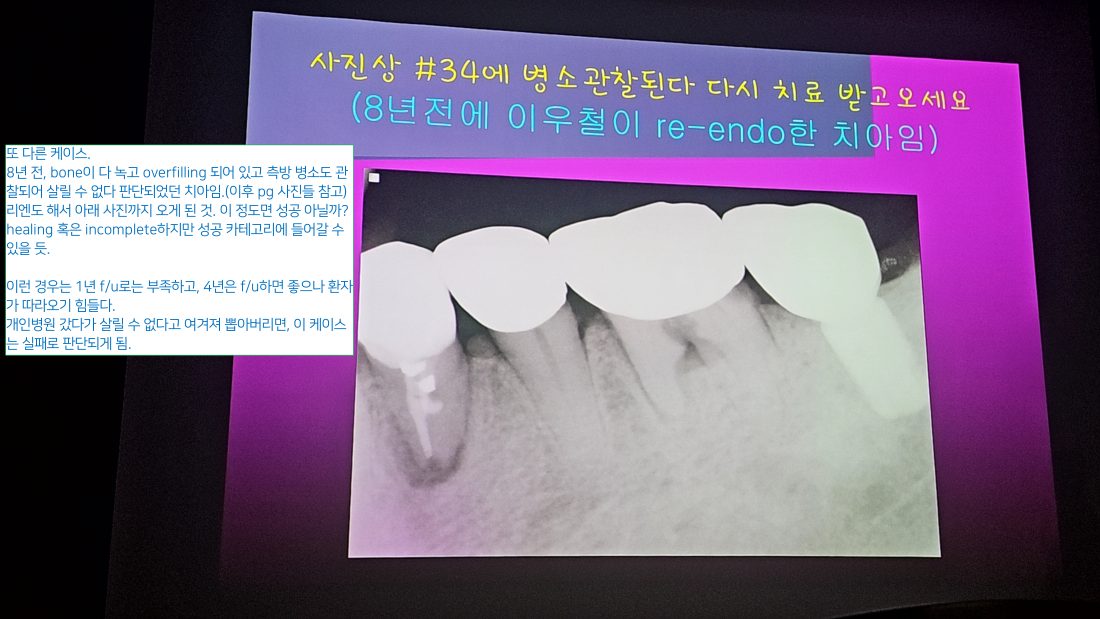 사진상 #34에 병소관찰된다 다시 치료 받고오세요
(8년전에 이우철이 re-endo한 치아임)
또 다른 케이스.
8년 전, bone이 다 녹고 overfilling 되어 있고 측방 병소도 관
찰되어 살릴 수 없다 판단되었던 치아임.(이후 pg 사진들 참고)
리엔도 해서 아래 사진까지 오게 된 것. 이 정도면 성공 아닐까?
healing 혹은 incomplete하지만 성공 카테고리에 들어갈 수
있을 듯.
이런 경우는 1년 f/u로는 부족하고, 4년은 f/u하면 좋으나 환자
가 따라오기 힘들다.
개인병원 갔다가 살릴 수 없다고 여겨져 뽑아버리면, 이 케이스
는 실패로 판단되게 됨.